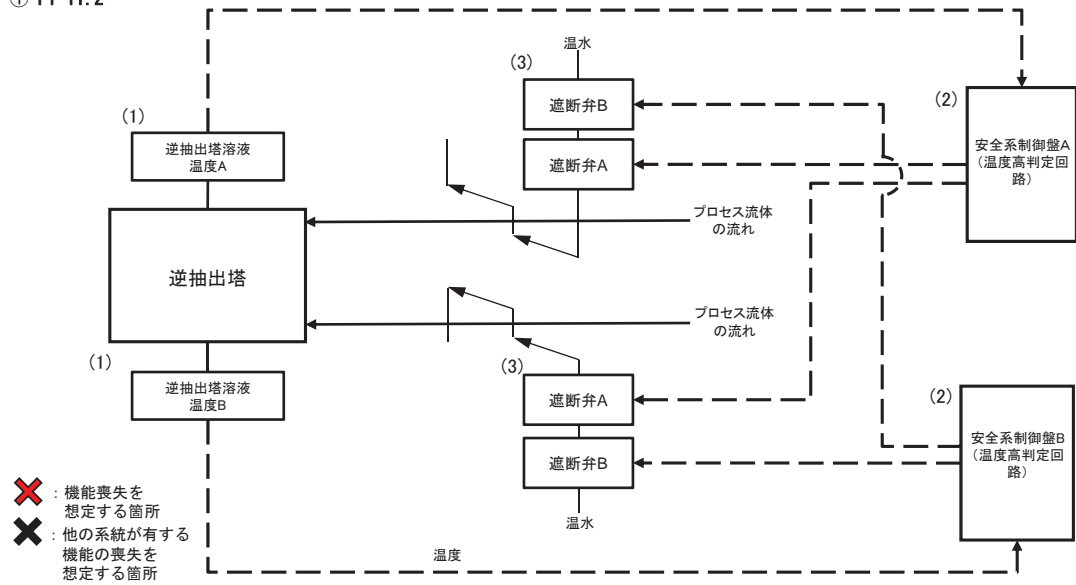 温水
(3)
遮断弁B
遮断弁A
(1)
逆抽出塔溶液
温度A
(2)
安全系制御盤A
(温度高判定回
路)
プロセス流体
の流れ
逆抽出塔
プロセス流体
の流れ
(1)
逆抽出塔溶液
温度B
(3)
遮断弁A
遮断弁B
温水
(2)
安全系制御盤B
(温度高判定回
路)
:機能喪失を
想定する箇所
:他の系統が有する
機能の喪失を
想定する箇所
温度